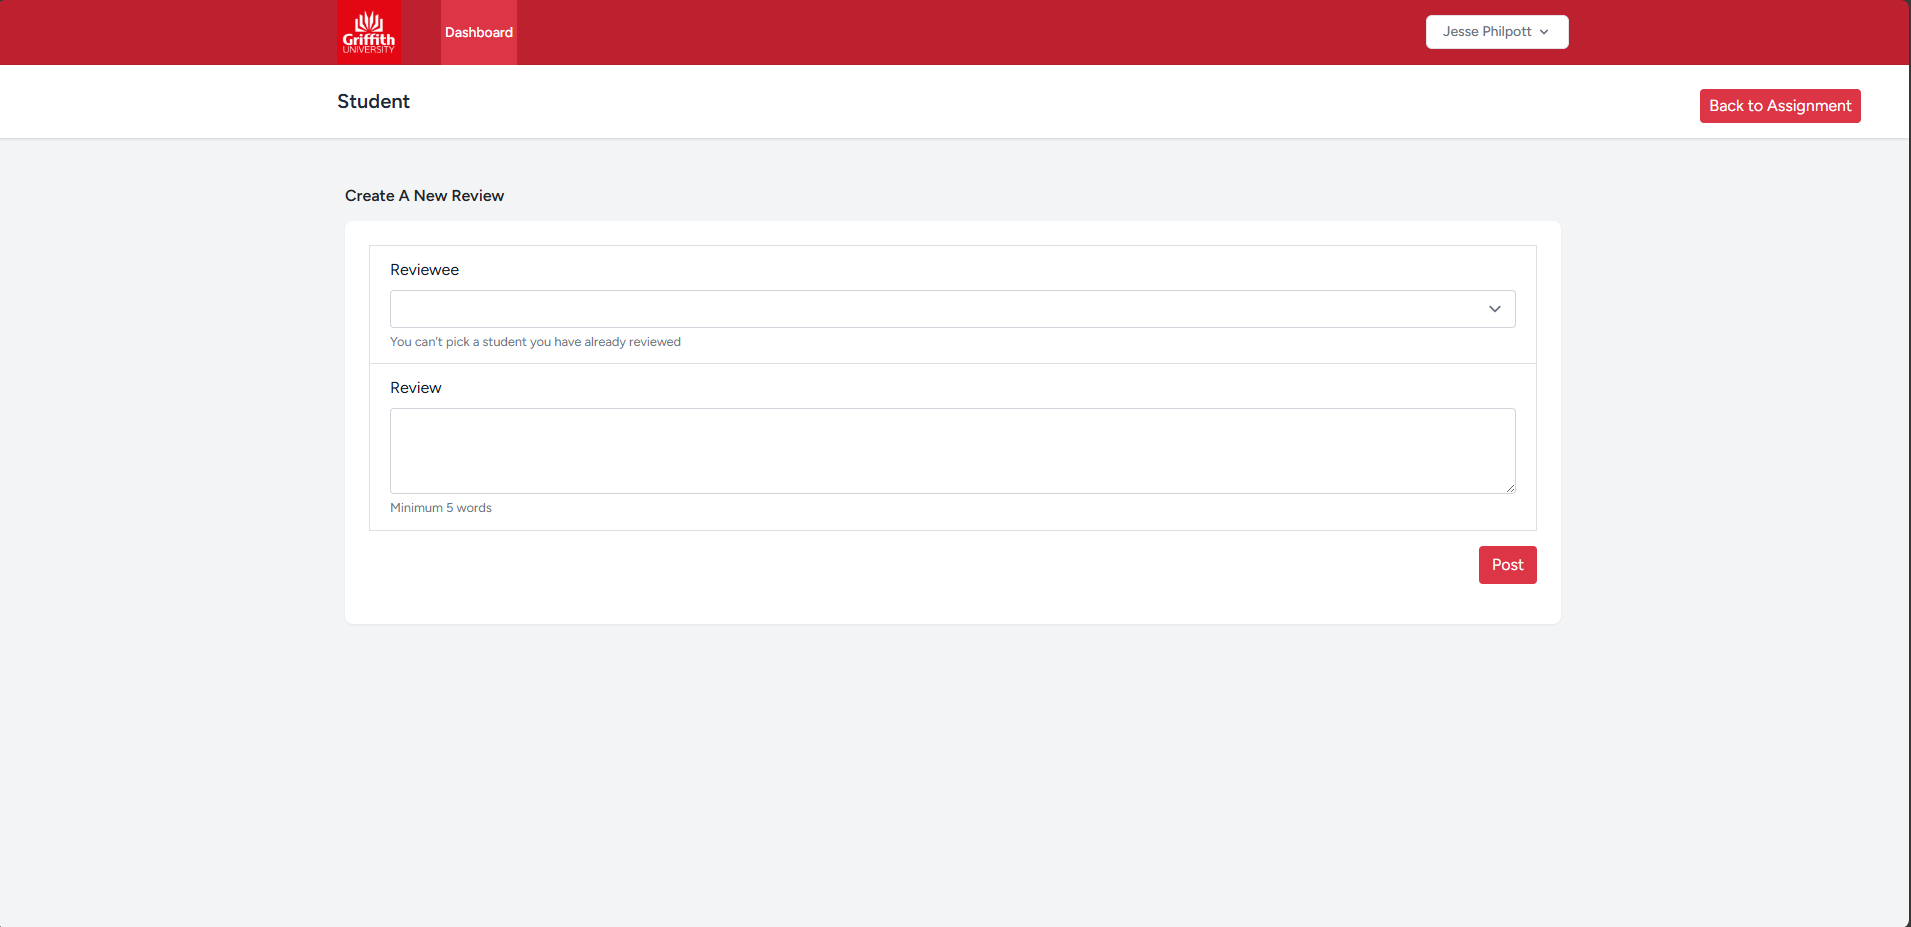 Griffith
UNIVERSITY
Dashboard
Jesse Philpott
Student
Back to Assignment
Create A New Review
Reviewee
You can't pick a student you have already reviewed
Review
Minimum 5 words
Post